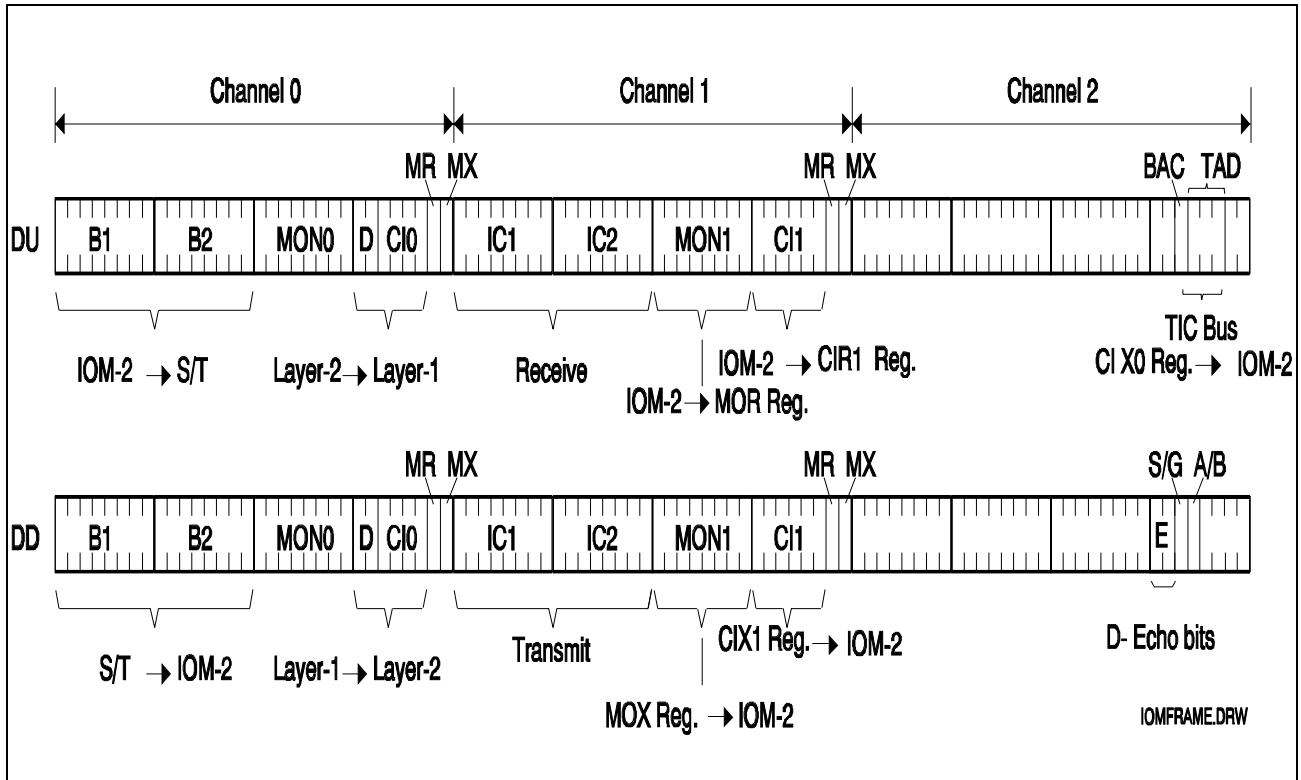 Channel 0 Channel 1 Channel 2
MR MX MR MX BAC TAD
DU B1 B2 MON0 D CI0 IC1 IC2 MON1 CI1
TIC Bus
IOM-2 → S/T Layer-2 → Layer-1 Receive IOM-2 → CIR1 Reg. CI X0 Reg. → IOM-2
IOM-2 → MOR Reg.
MR MX MR MX S/G A/B
DD B1 B2 MON0 D CI0 IC1 IC2 MON1 CI1 E
Transmit CIX1 Reg. → IOM-2 D- Echo bits
S/T → IOM-2 Layer-1 → Layer-2
MOX Reg. → IOM-2 IOMFRAME.DRW